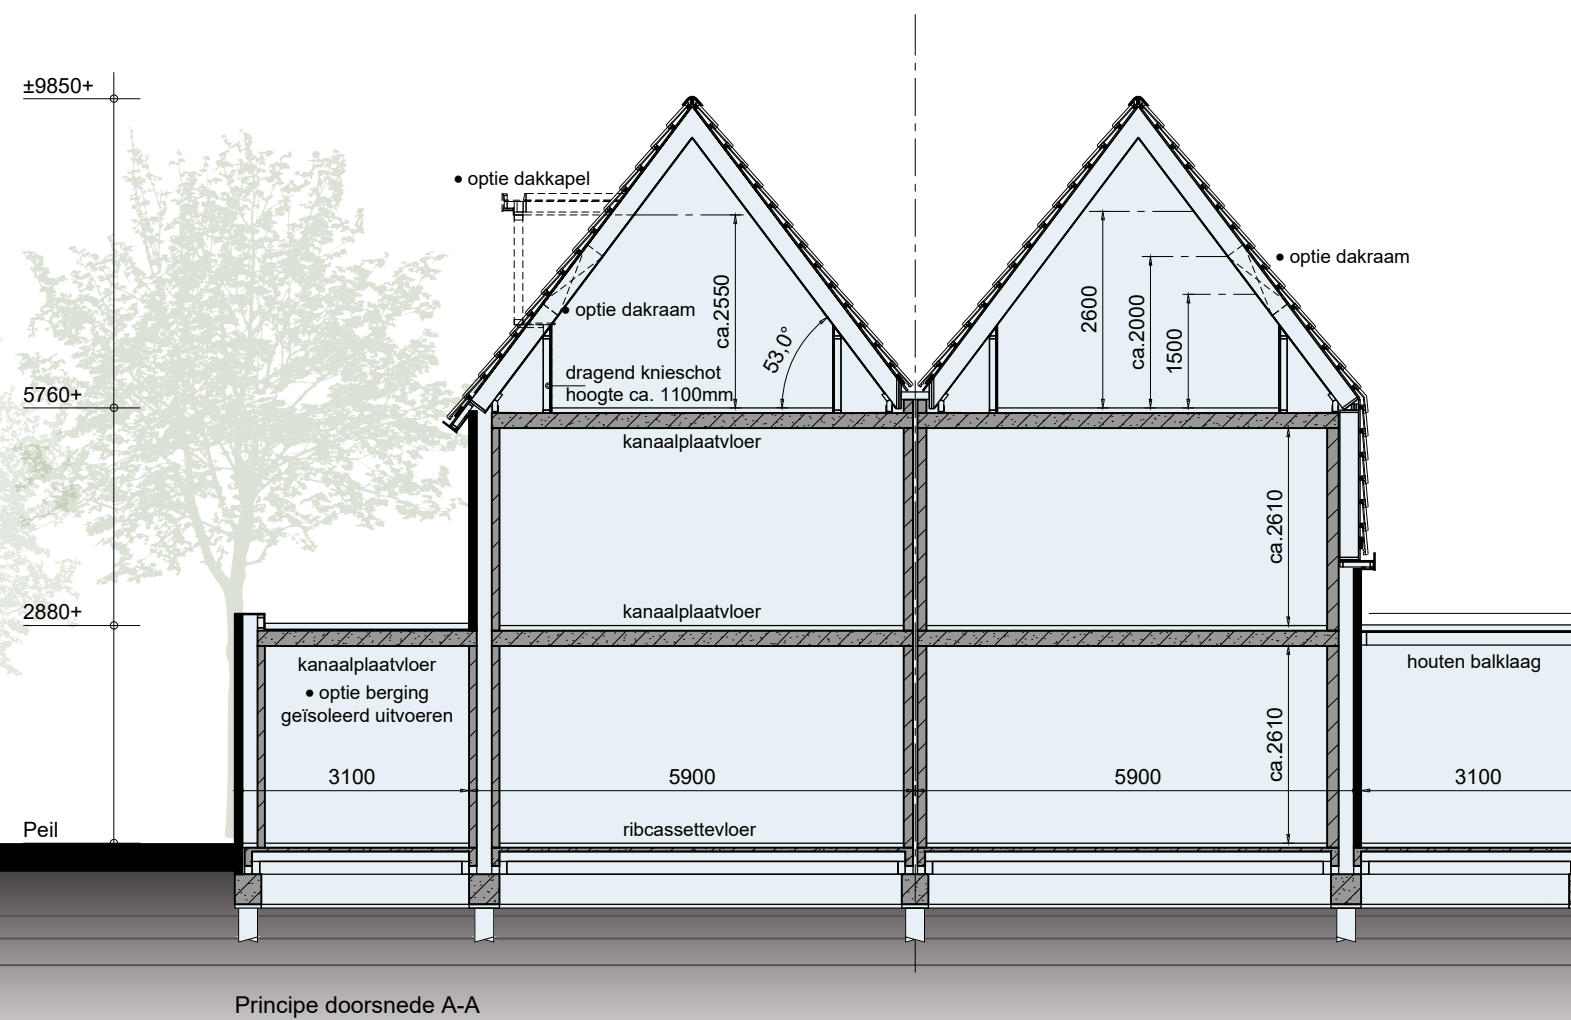 ±9850+
• optie dakkapel
• optie dakraam
• optie dakraam
ca.2550
2600
ca.2000
1500
53,0°
dragend knieschot
hoogte ca. 1100mm
5760+
kanaalplaatvloer
ca.2610
kanaalplaatvloer
2880+
kanaalplaatvloer
• optie berging
geïsoleerd uitvoeren
houten balklaag
ca.2610
3100
5900
5900
3100
Peil
ribcassettevloer
Principe doorsnede A-A